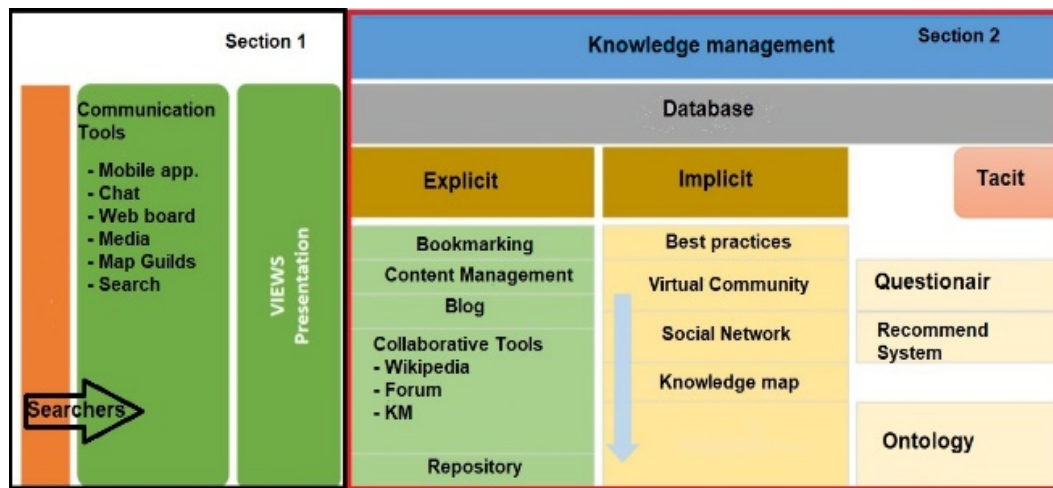 Section 1
Communication
Tools
- Mobile app.
- Chat
- Web board
- Media
- Map Guilds
- Search
Searchers
VIEWS
Presentation
Section 2
Knowledge management
Database
Explicit
Bookmarking
Content Management
Blog
Collaborative Tools
- Wikipedia
- Forum
- KM
Repository
Implicit
Best practices
Virtual Community
Social Network
Knowledge map
Tacit
Questionair
Recommend
System
Ontology